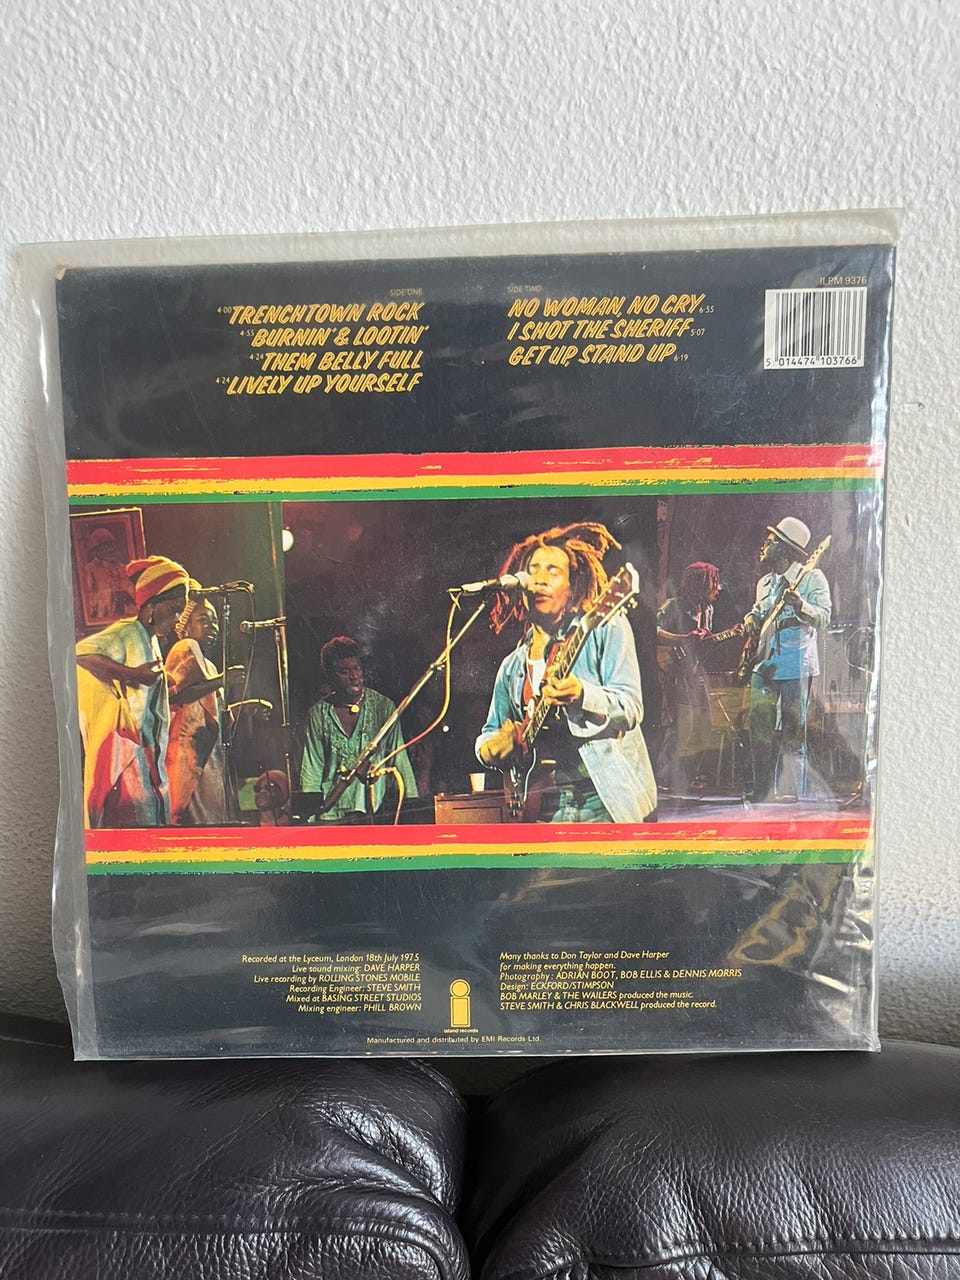 ILPM 9376
SIDE ONE
4·00 TRENCHTOWN ROCK
4·55 BURNIN' & LOOTIN'
4·24 THEM BELLY FULL
4·24 LIVELY UP YOURSELF
SIDE TWO
NO WOMAN, NO CRY 6·55
I SHOT THE SHERIFF 5·07
GET UP, STAND UP 6·19
5 014474 103766
Recorded at the Lyceum, London 18th July 1975
Live sound mixing: DAVE HARPER
Live recording by ROLLING STONES MOBILE
Recording Engineer: STEVE SMITH
Mixed at BASING STREET STUDIOS
Mixing engineer: PHILL BROWN
Many thanks to Don Taylor and Dave Harper
for making everything happen.
Photography: ADRIAN BOOT, BOB ELLIS & DENNIS MORRIS
Design: ECKFORD/STIMPSON
BOB MARLEY & THE WAILERS produced the music.
STEVE SMITH & CHRIS BLACKWELL produced the record.
island records
Manufactured and distributed by EMI Records Ltd.